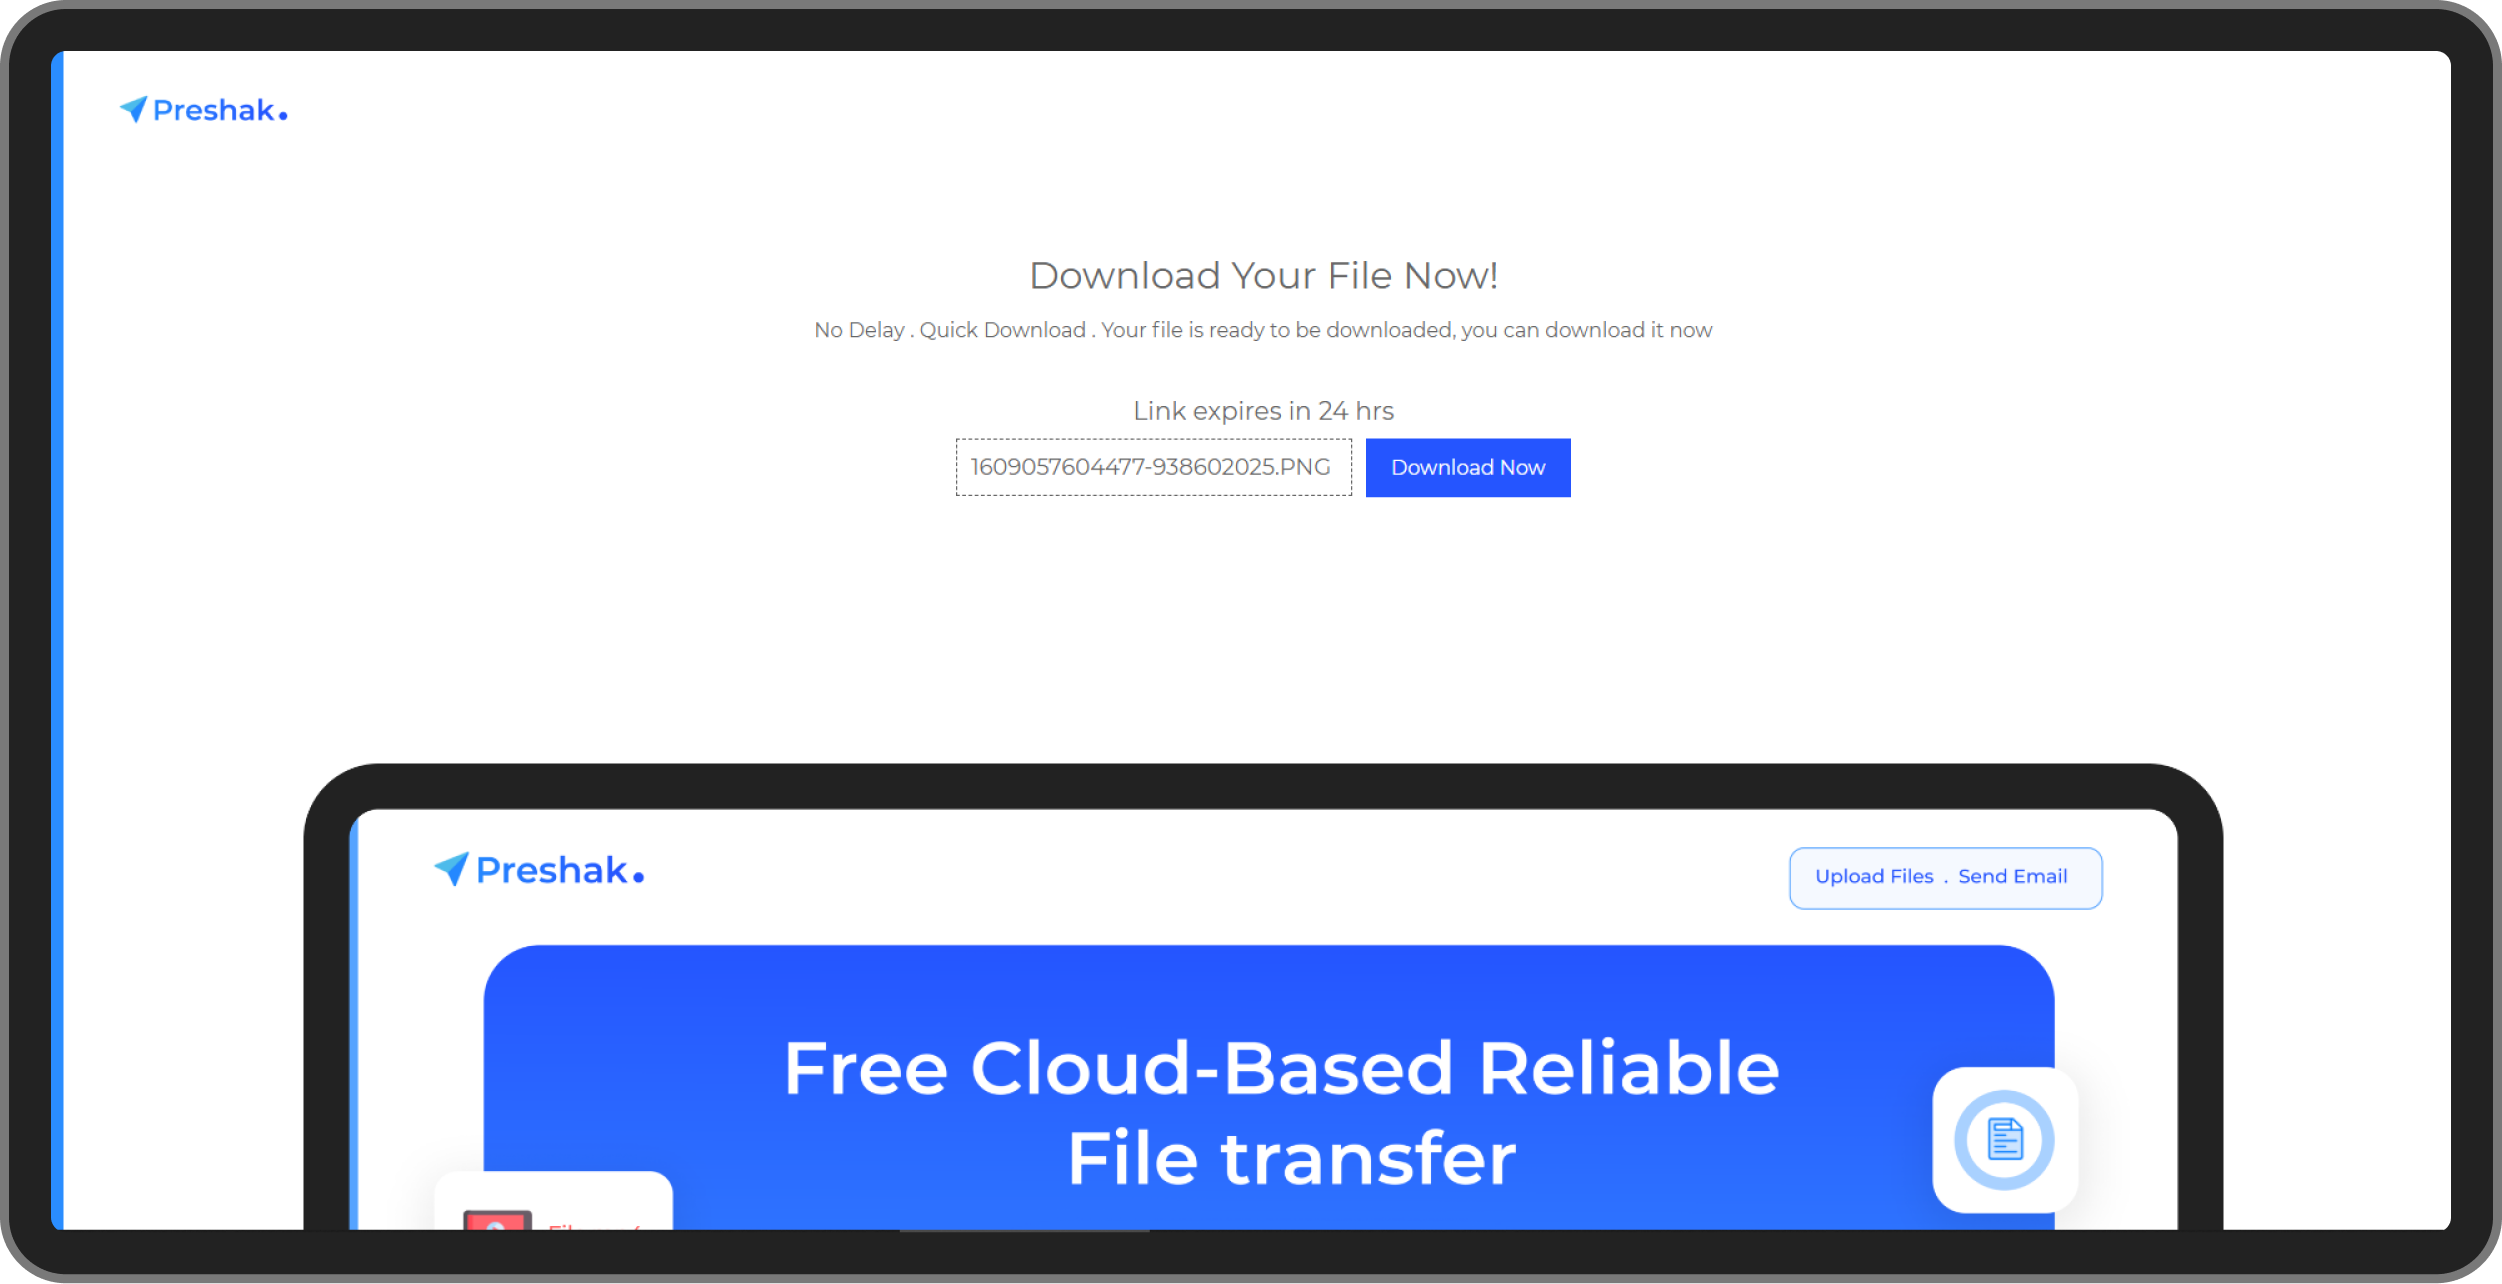 Preshak.
Download Your File Now!
No Delay . Quick Download . Your file is ready to be downloaded, you can download it now
Link expires in 24 hrs
1609057604477-938602025.PNG
Download Now
Preshak.
Upload Files . Send Email
Free Cloud-Based Reliable
File transfer